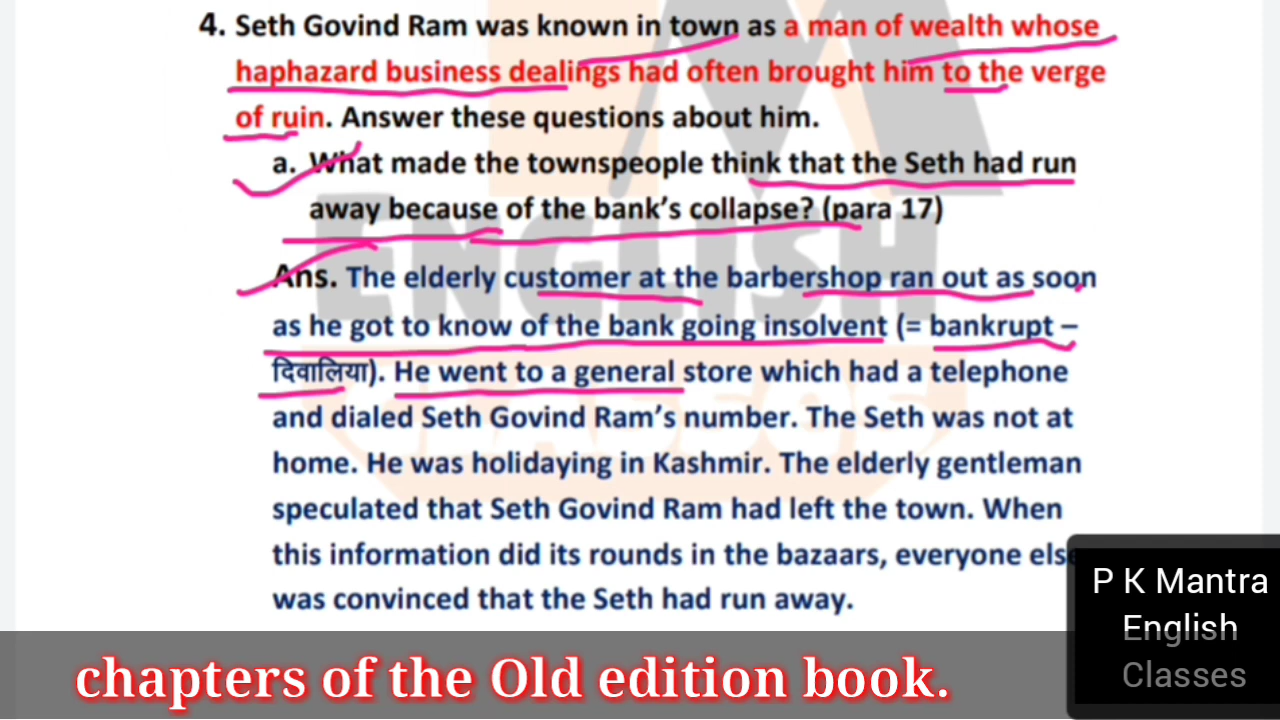 4. Seth Govind Ram was known in town as a man of wealth whose
haphazard business dealings had often brought him to the verge
of ruin. Answer these questions about him.
a. What made the townspeople think that the Seth had run
away because of the bank's collapse? (para 17)
Ans. The elderly customer at the barbershop ran out as soon
as he got to know of the bank going insolvent (= bankrupt –
दिवालिया). He went to a general store which had a telephone
and dialed Seth Govind Ram's number. The Seth was not at
home. He was holidaying in Kashmir. The elderly gentleman
speculated that Seth Govind Ram had left the town. When
this information did its rounds in the bazaars, everyone else
was convinced that the Seth had run away.
P K Mantra
English
Classes
chapters of the Old edition book.
ENGLISH
CLASSES